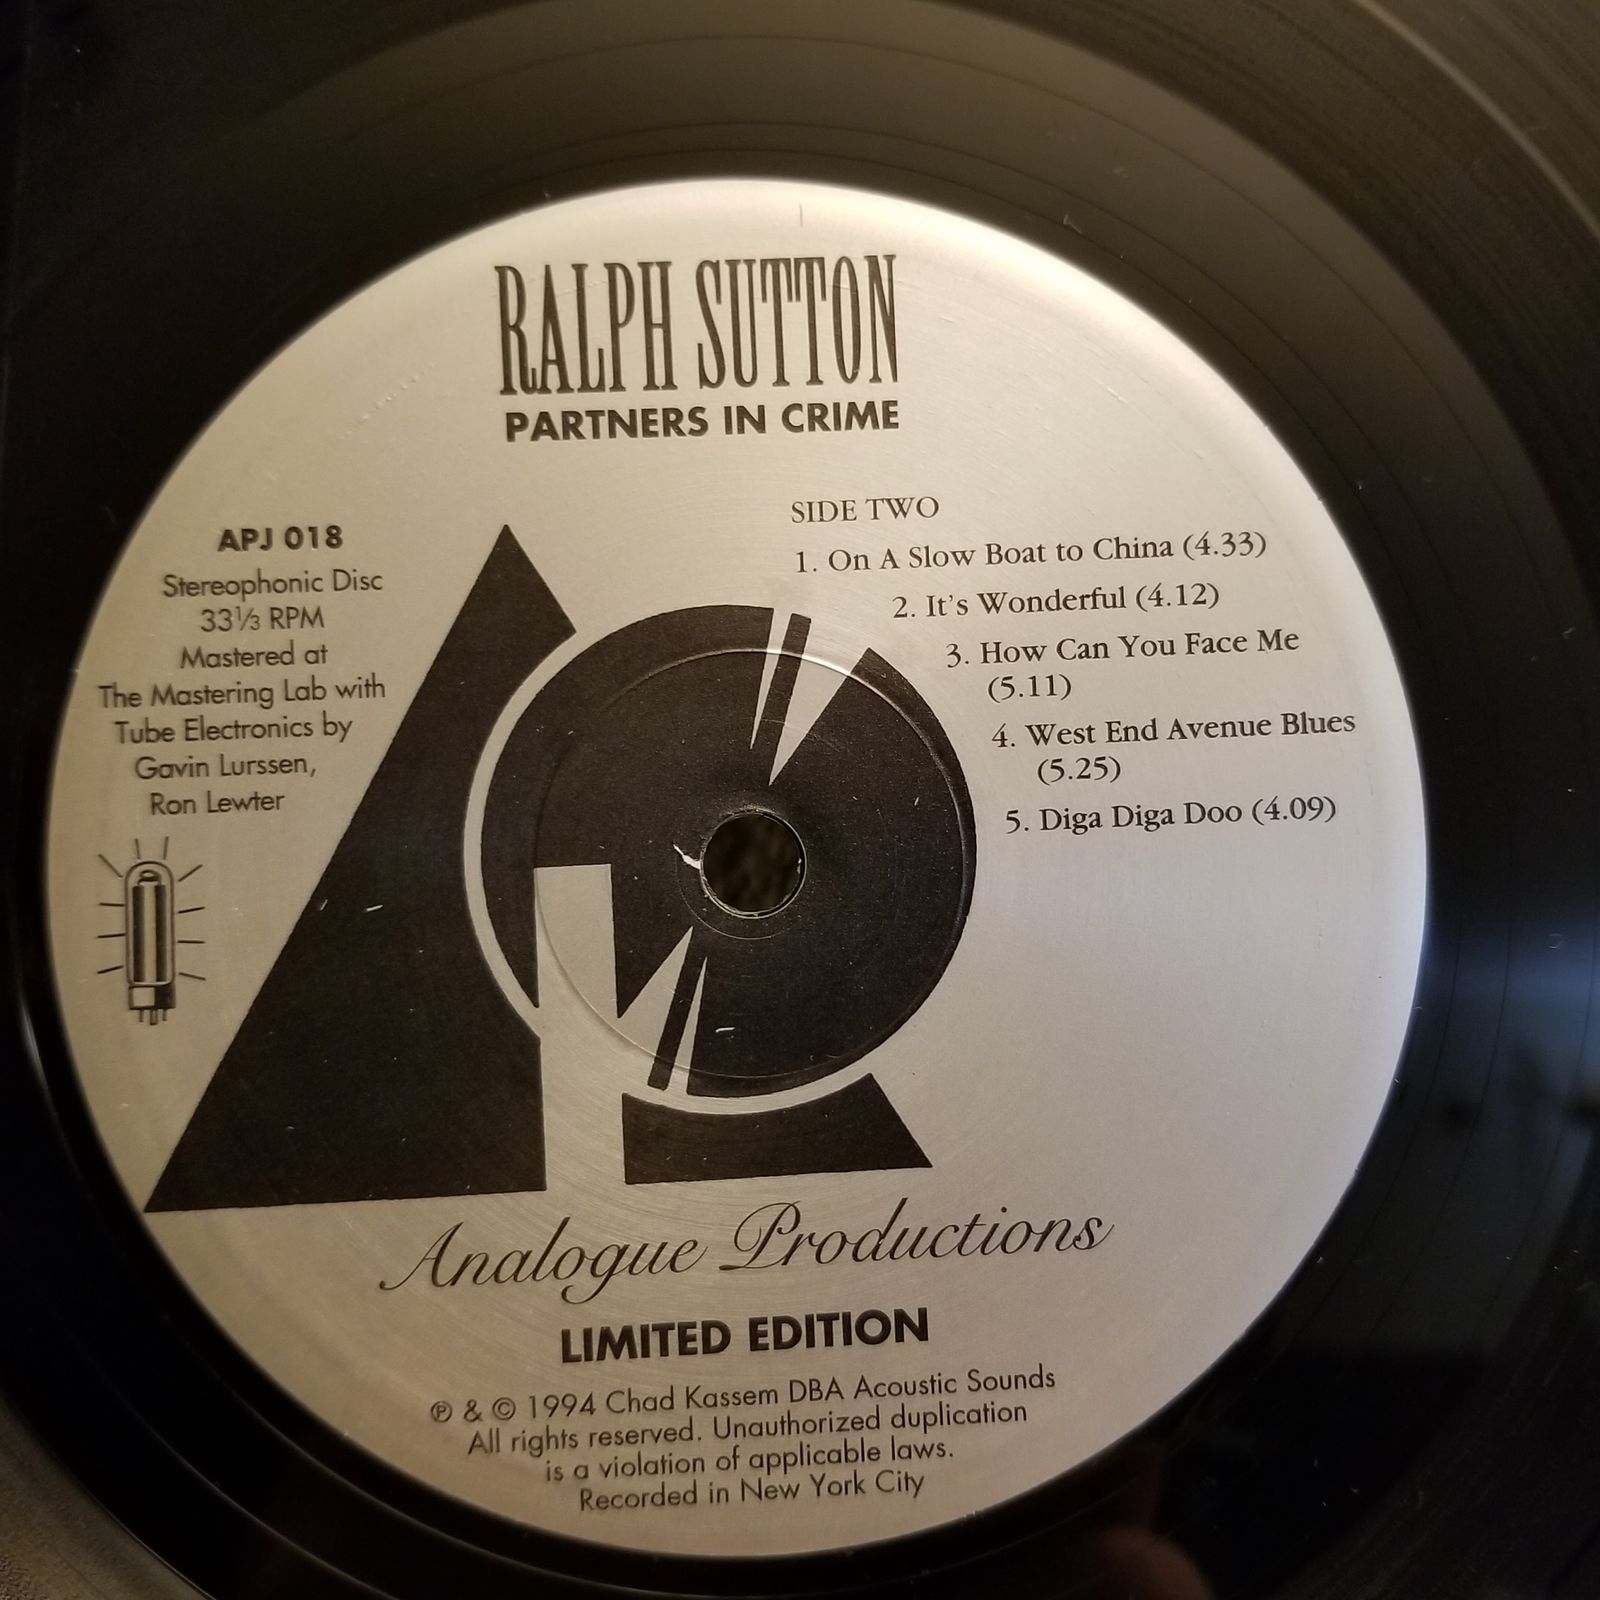 RALPH SUTTON
PARTNERS IN CRIME
APJ 018
Stereophonic Disc
33⅓ RPM
Mastered at
The Mastering Lab with
Tube Electronics by
Gavin Lurssen,
Ron Lewter
SIDE TWO
1. On A Slow Boat to China (4.33)
2. It's Wonderful (4.12)
3. How Can You Face Me
(5.11)
4. West End Avenue Blues
(5.25)
5. Diga Diga Doo (4.09)
Analogue Productions
LIMITED EDITION
℗ & © 1994 Chad Kassem DBA Acoustic Sounds
All rights reserved. Unauthorized duplication
is a violation of applicable laws.
Recorded in New York City